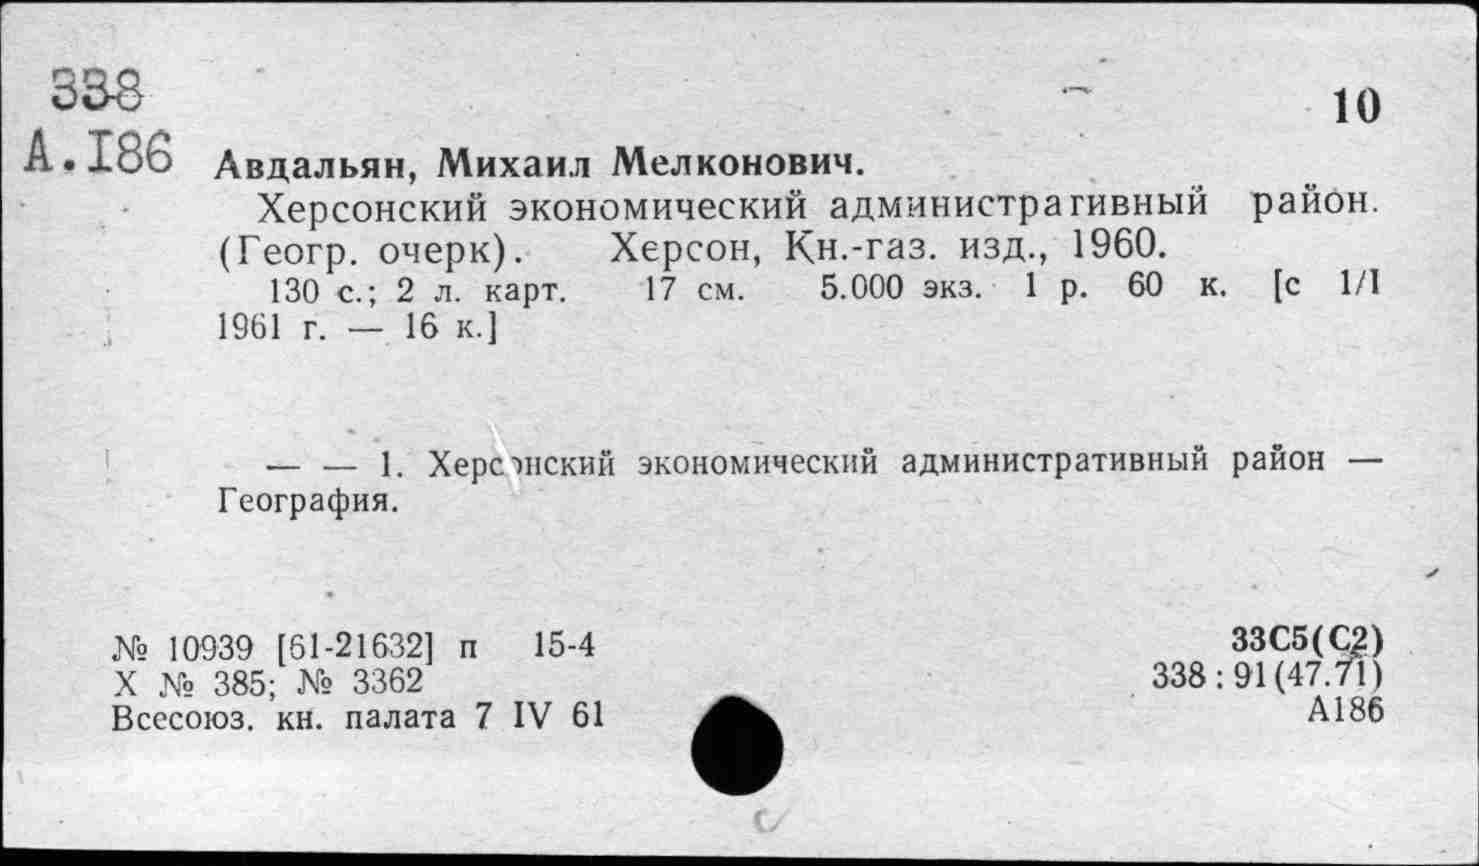 338
10
А.I86
Авдальян, Михаил Мелконович.
Херсонский экономический административный район.
(Геогр. очерк). Херсон, Кн.-газ. изд., 1960.
130 с.; 2 л. карт. 17 см. 5.000 экз. 1 р. 60 к. [с 1/I
1961 г. — 16 к.]
— — 1. Херсонский экономический административный район —
География.
№ 10939 [61-21632] п 15-4
33С5(С2)
X № 385; № 3362
338 : 91(47.71)
Всесоюз. кн. палата 7 IV 61
А186